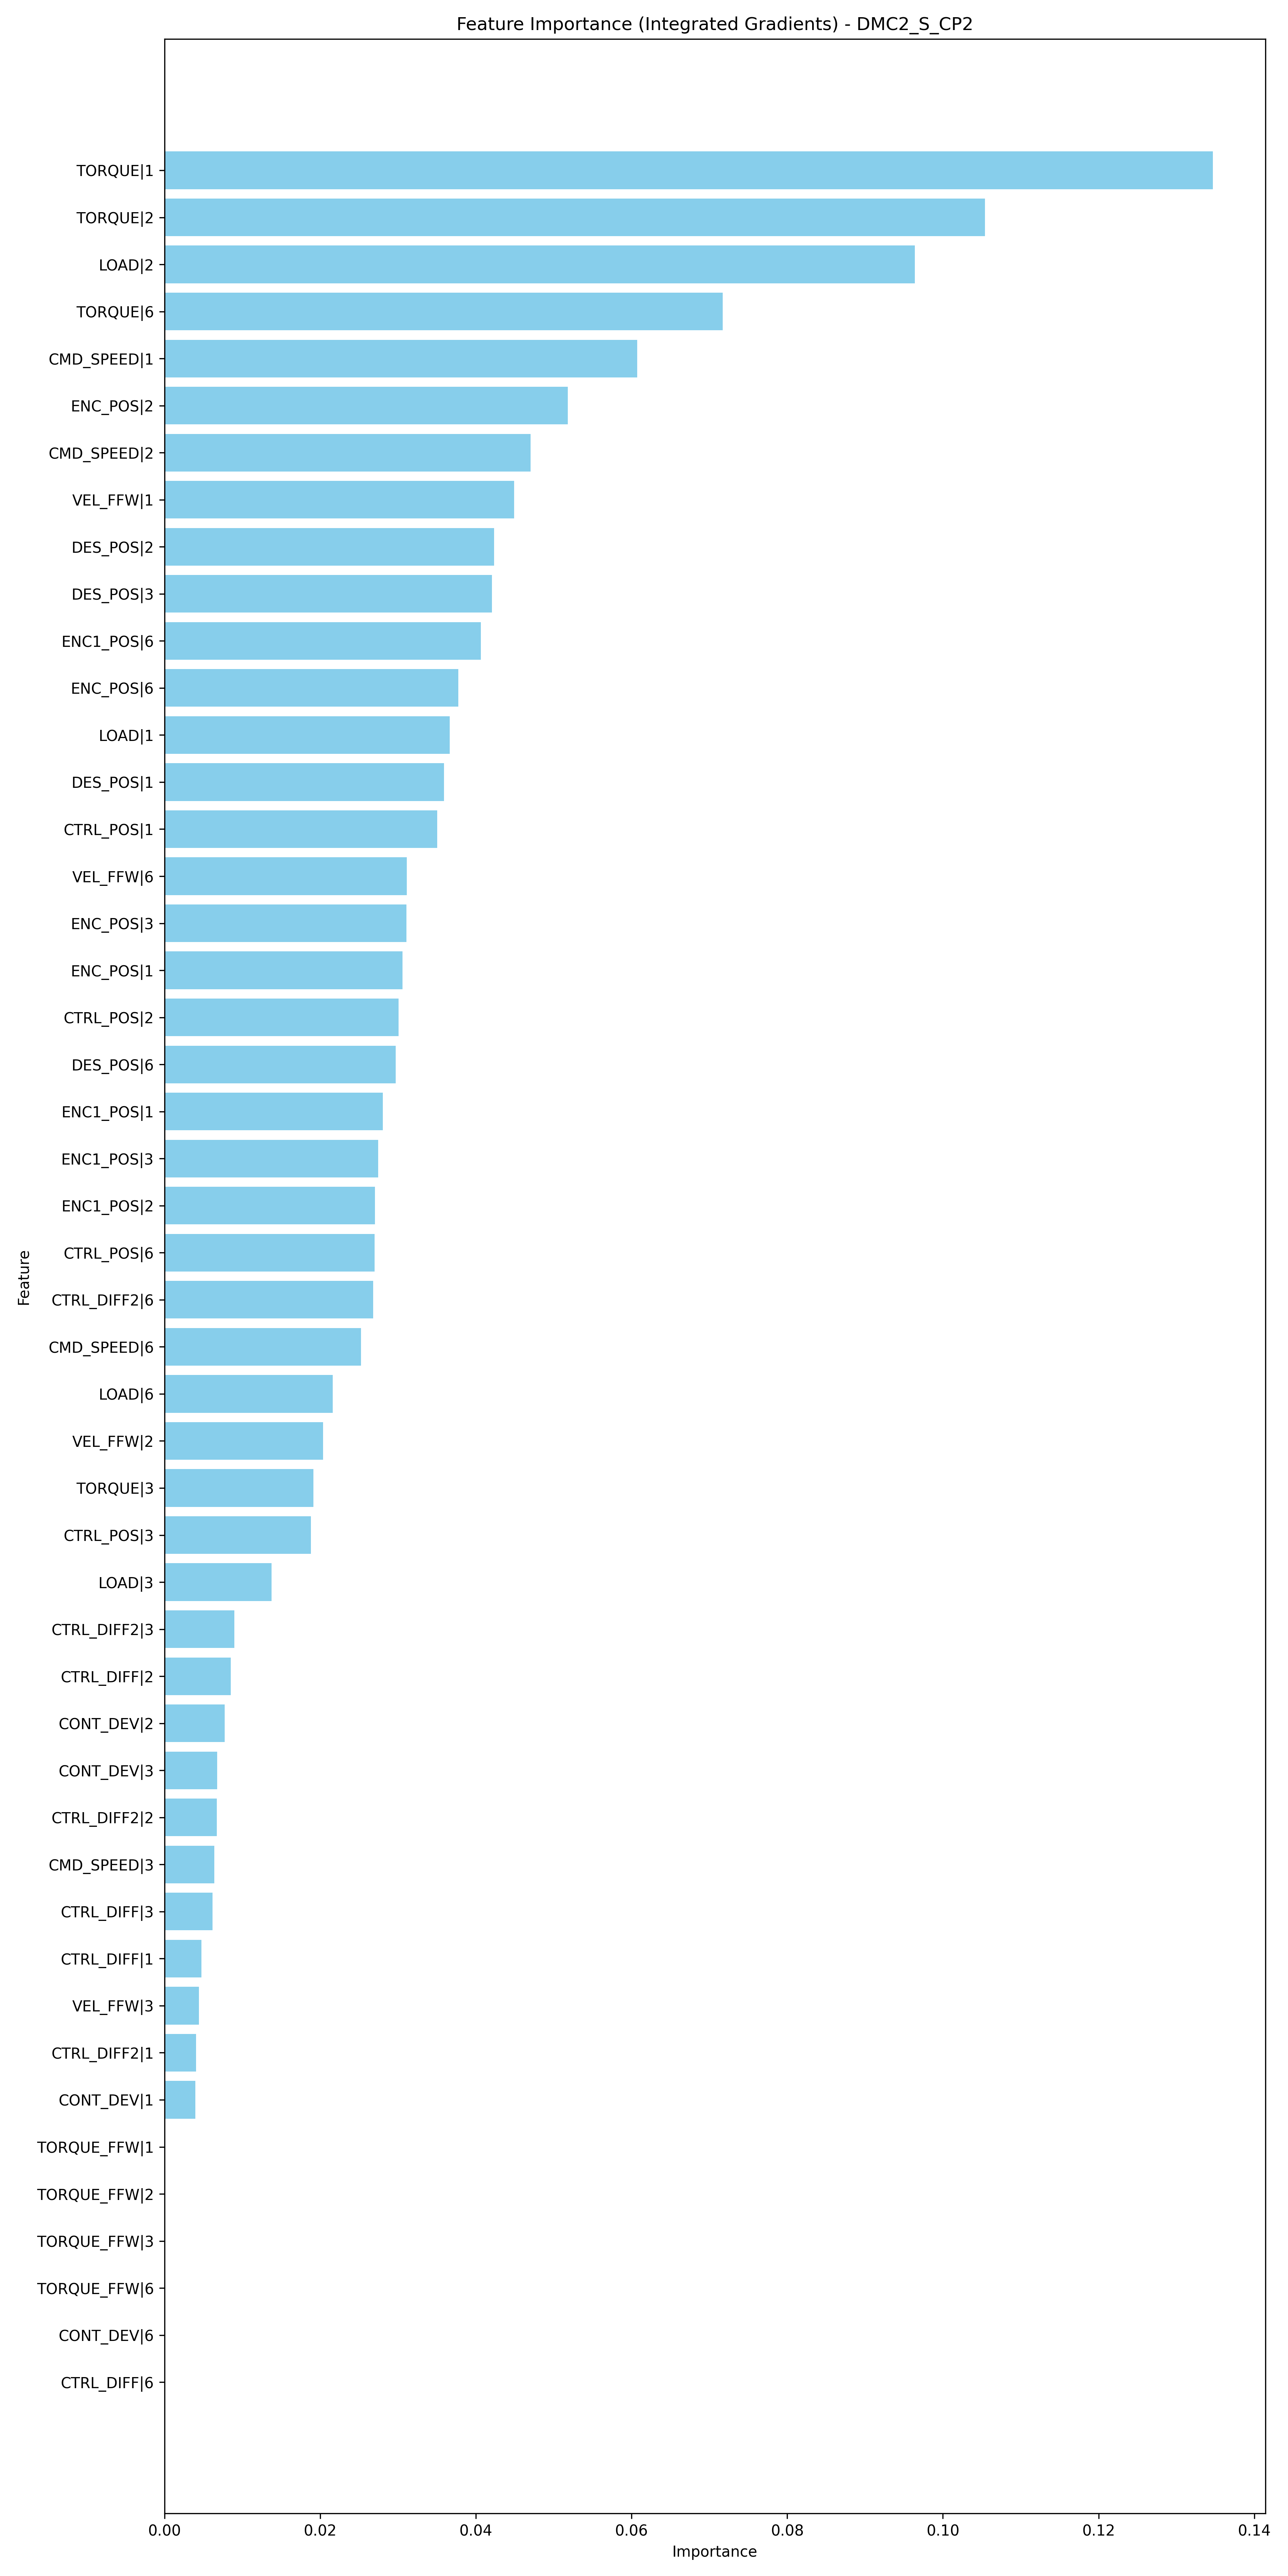 Feature Importance (Integrated Gradients) - DMC2_S_CP2
TORQUE|1
TORQUE|2
LOAD|2
TORQUE|6
CMD_SPEED|1
ENC_POS|2
CMD_SPEED|2
VEL_FFW|1
DES_POS|2
DES_POS|3
ENC1_POS|6
ENC_POS|6
LOAD|1
DES_POS|1
CTRL_POS|1
VEL_FFW|6
ENC_POS|3
ENC_POS|1
CTRL_POS|2
DES_POS|6
ENC1_POS|1
ENC1_POS|3
ENC1_POS|2
CTRL_POS|6
CTRL_DIFF2|6
CMD_SPEED|6
LOAD|6
VEL_FFW|2
TORQUE|3
CTRL_POS|3
LOAD|3
CTRL_DIFF2|3
CTRL_DIFF|2
CONT_DEV|2
CONT_DEV|3
CTRL_DIFF2|2
CMD_SPEED|3
CTRL_DIFF|3
CTRL_DIFF|1
VEL_FFW|3
CTRL_DIFF2|1
CONT_DEV|1
TORQUE_FFW|1
TORQUE_FFW|2
TORQUE_FFW|3
TORQUE_FFW|6
CONT_DEV|6
CTRL_DIFF|6
Feature
0.00 0.02 0.04 0.06 0.08 0.10 0.12 0.14
Importance